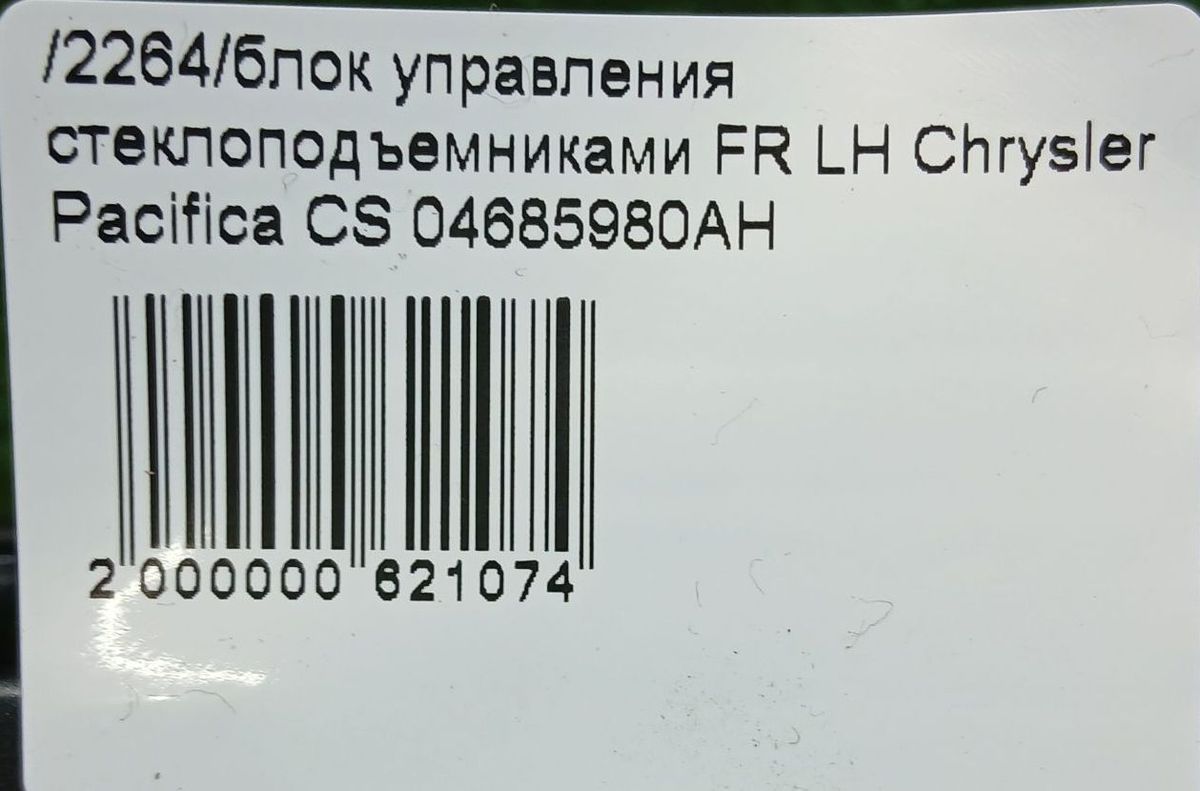 /2264/блок управления
стеклоподъемниками FR LH Chrysler
Pacifica CS 04685980AH
2 000000 621074